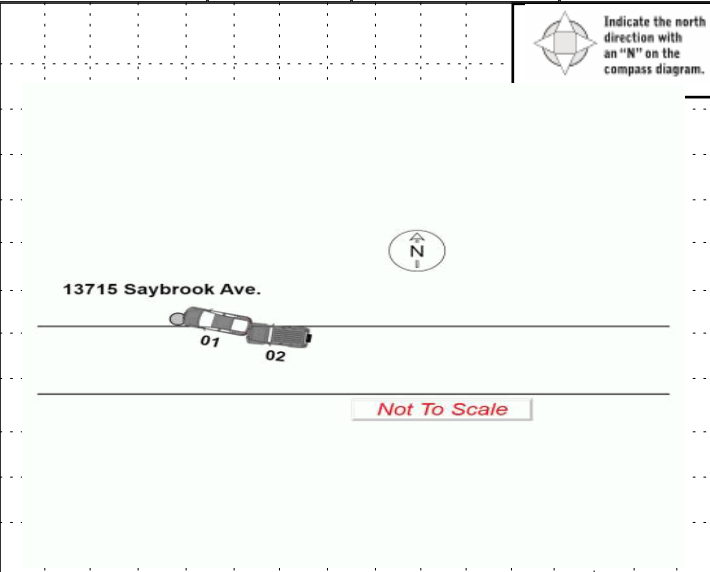 Indicate the north
direction with
an “N” on the
compass diagram.
N
13715 Saybrook Ave.
01
02
Not To Scale